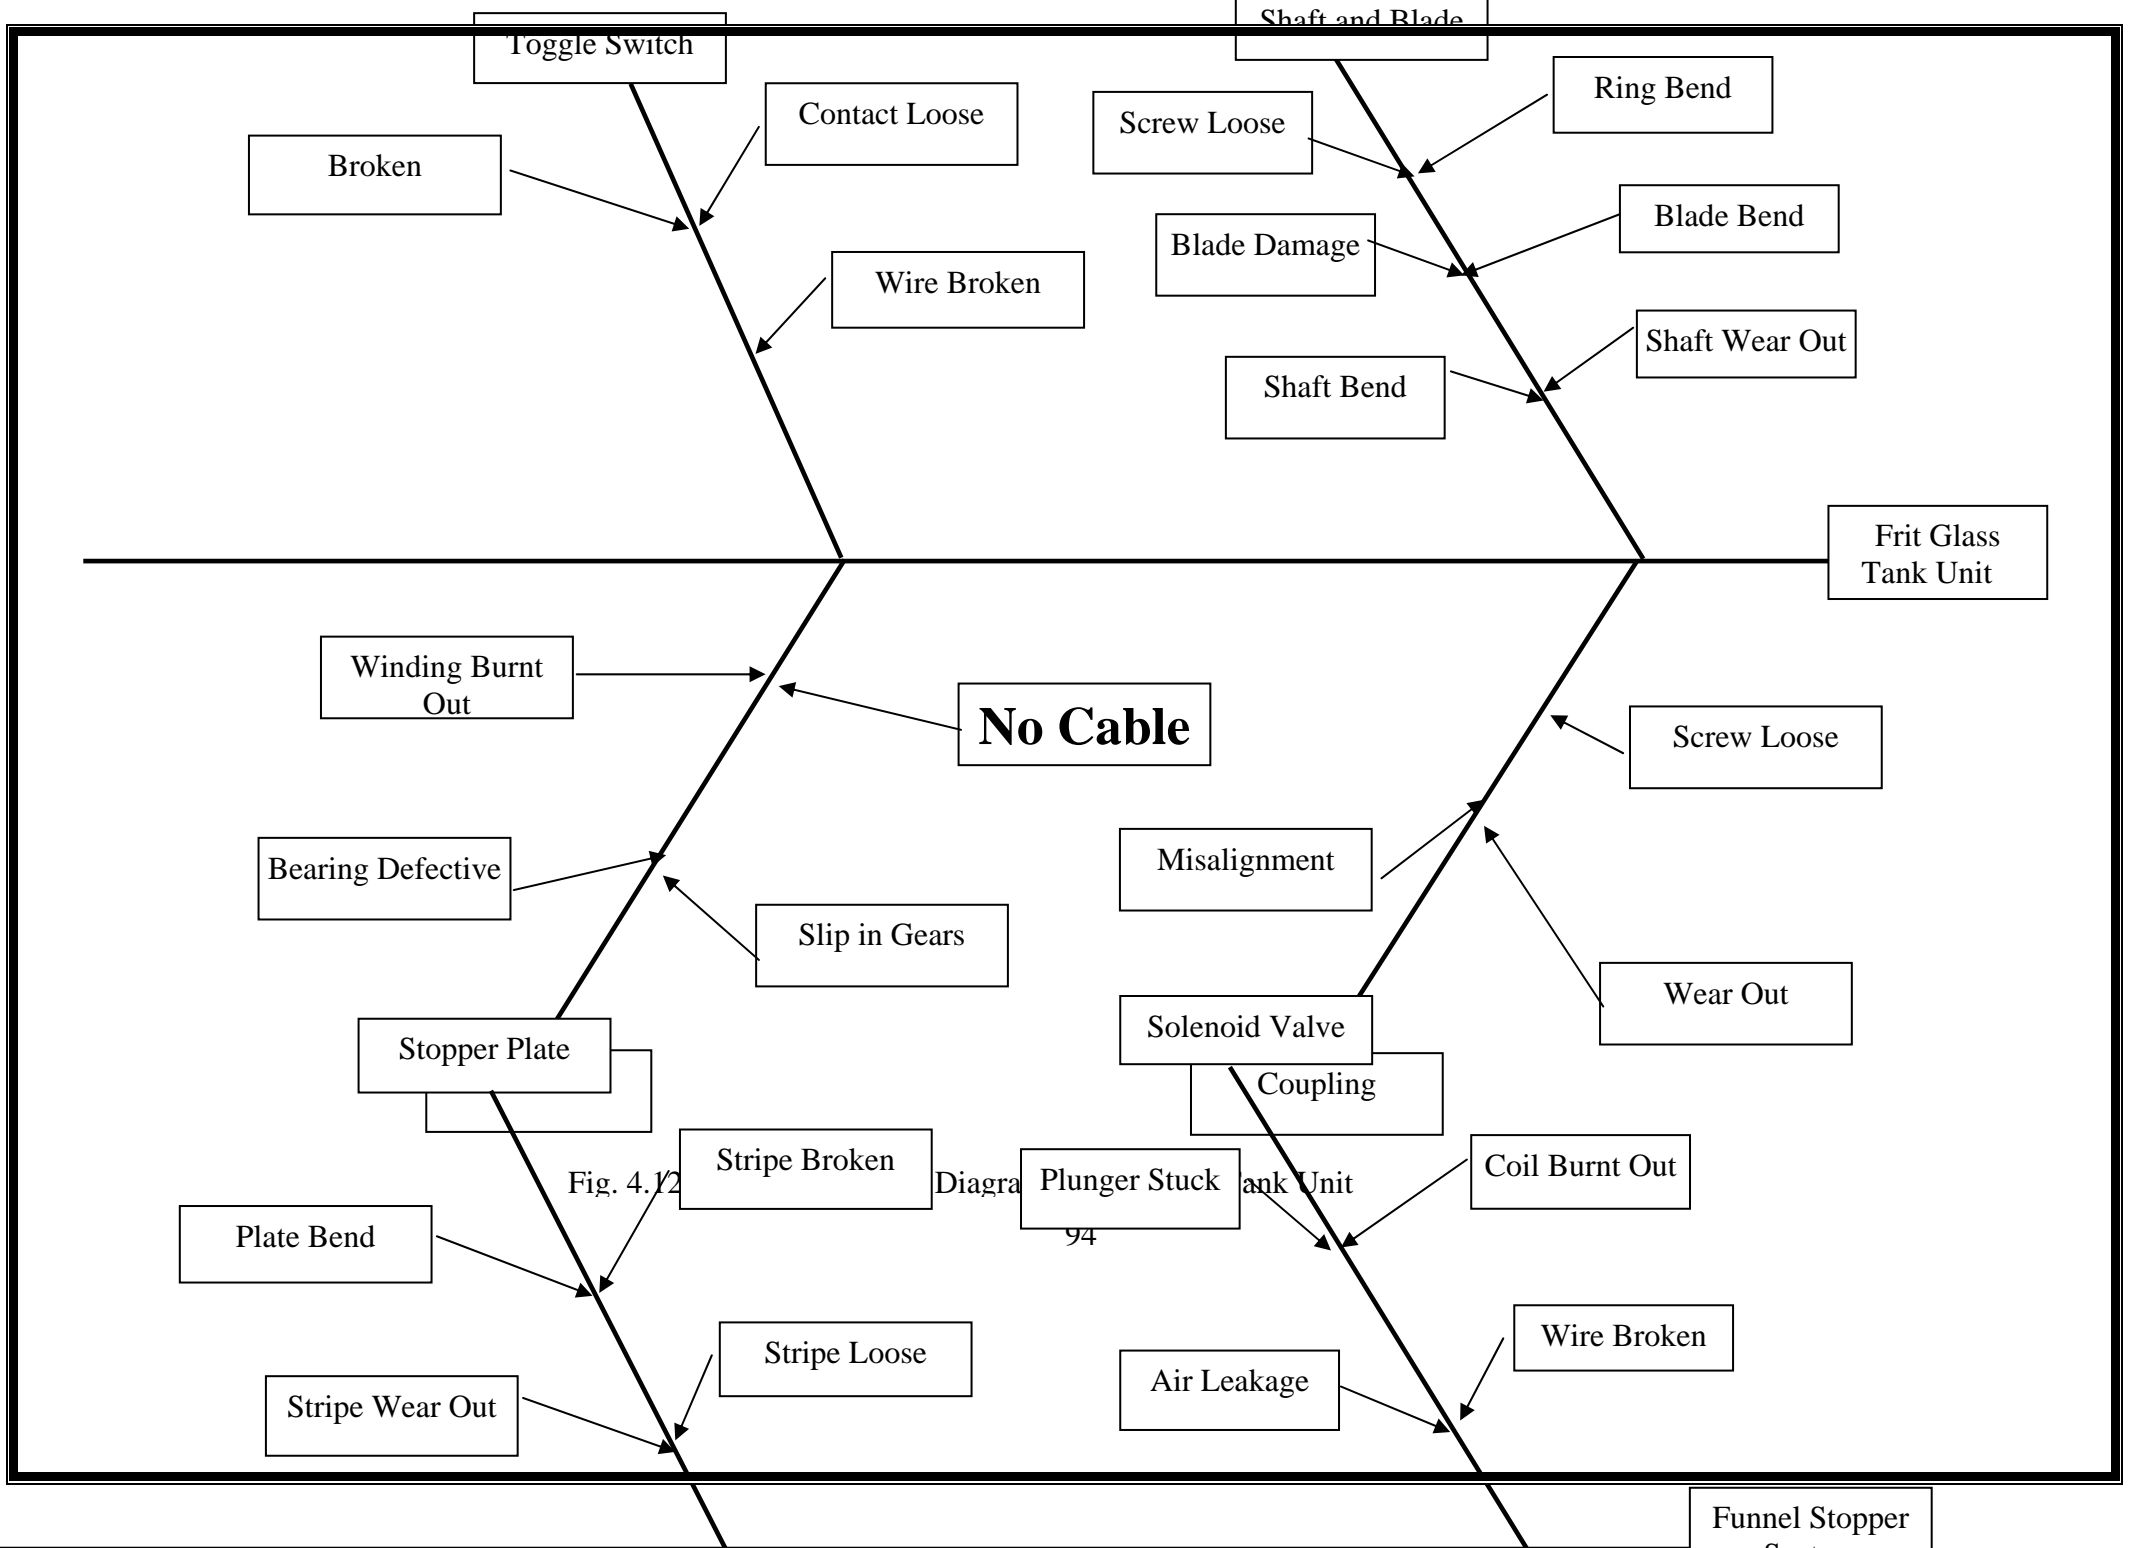 Shaft and Blade
Toggle Switch
Ring Bend
Contact Loose
Screw Loose
Broken
Blade Bend
Blade Damage
Wire Broken
Shaft Wear Out
Shaft Bend
Frit Glass
Tank Unit
Winding Burnt
Out
No Cable
Screw Loose
Misalignment
Bearing Defective
Slip in Gears
Wear Out
Solenoid Valve
Stopper Plate
Coupling
Stripe Broken
Coil Burnt Out
Fig. 4.12 Diagra ank Unit
Plunger Stuck
94
Plate Bend
Wire Broken
Stripe Loose
Air Leakage
Stripe Wear Out
Funnel Stopper